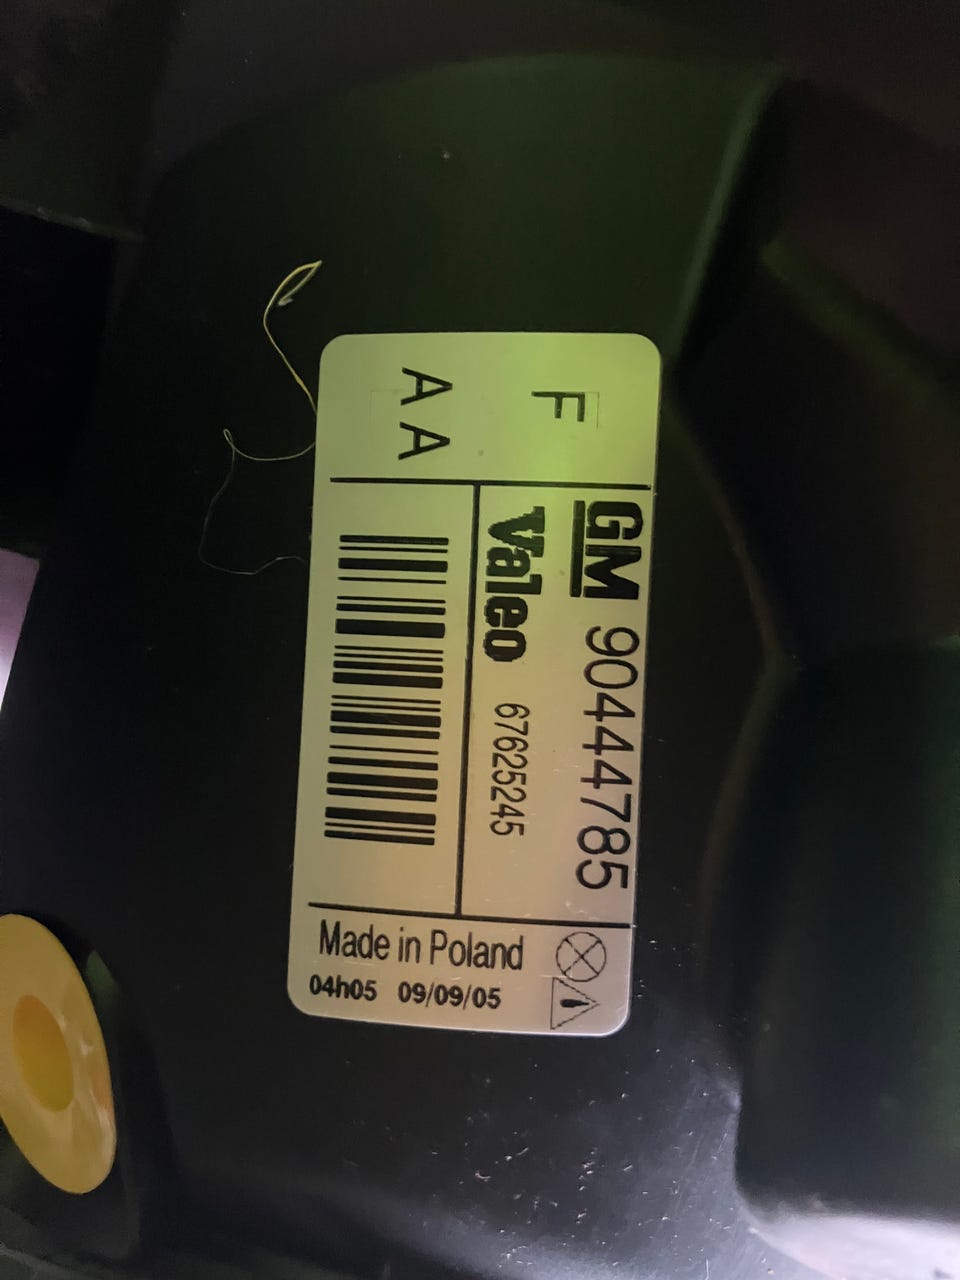 F
A A
GM 90444785
Valeo 67625245
Made in Poland
04h05 09/09/05